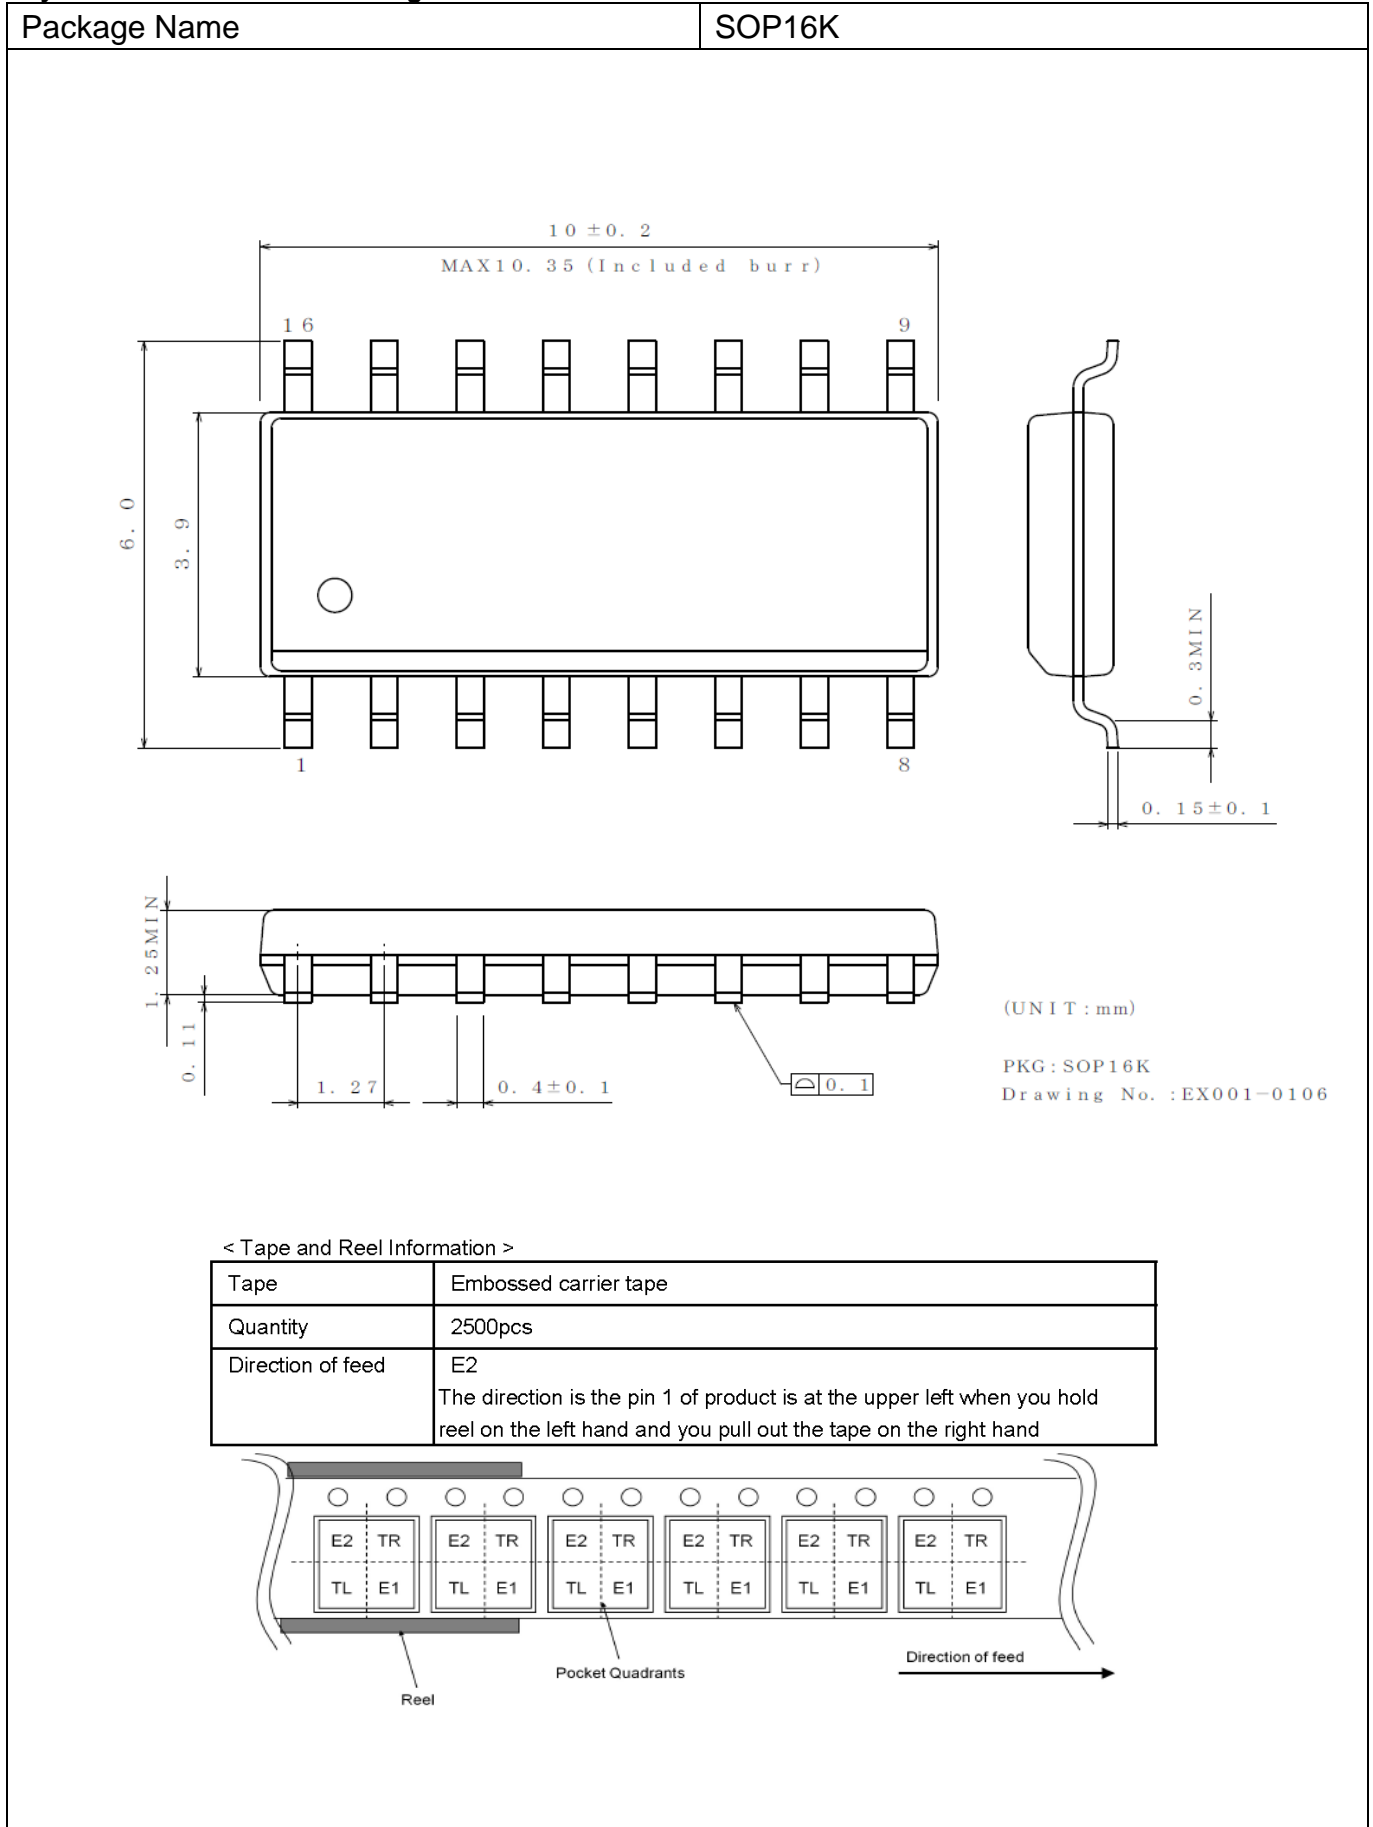 Package Name SOP16K
10±0.2
MAX10.35(Included burr)
16 9
6.0
3.9
0.3MIN
1 8
0.15±0.1
1.25MIN
0.11
1.27 0.4±0.1 0.1
(UNIT:mm)
PKG:SOP16K
Drawing No.:EX001-0106
< Tape and Reel Information >
Tape Embossed carrier tape
Quantity 2500pcs
Direction of feed E2
The direction is the pin 1 of product is at the upper left when you hold
reel on the left hand and you pull out the tape on the right hand
E2 TR E2 TR E2 TR E2 TR E2 TR E2 TR
TL E1 TL E1 TL E1 TL E1 TL E1 TL E1
Direction of feed
Pocket Quadrants
Reel